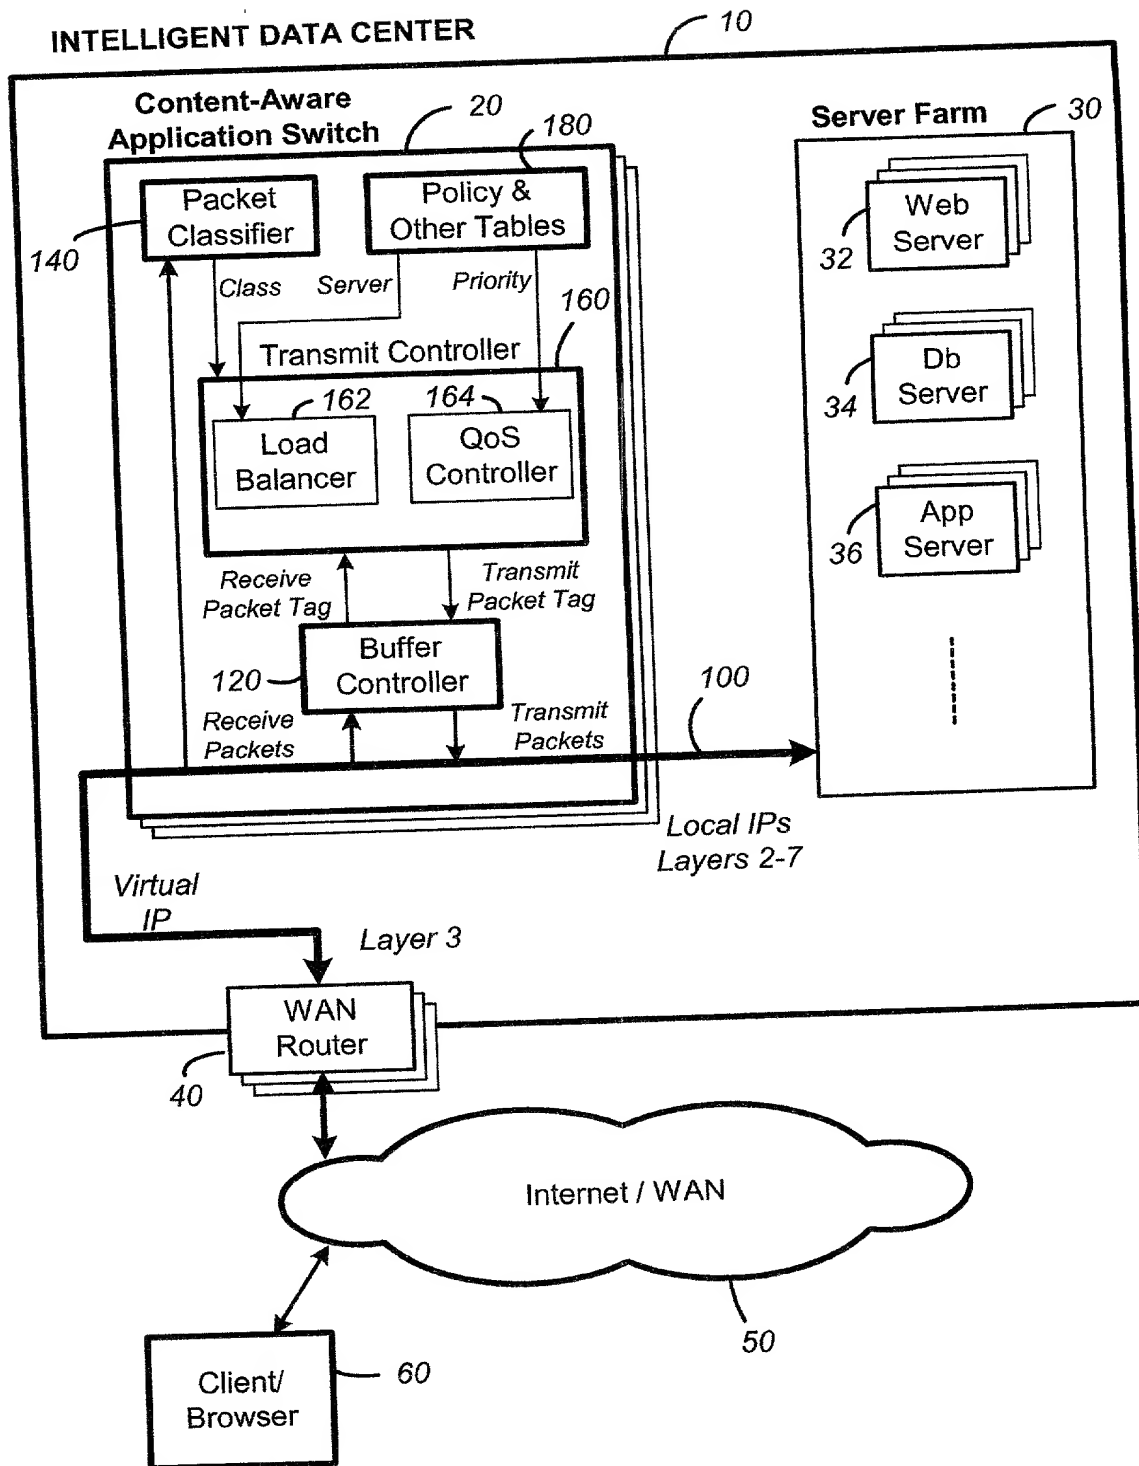 INTELLIGENT DATA CENTER
10
Content-Aware
Application Switch
20
180
Server Farm
30
Packet
Classifier
140
Policy &
Other Tables
Web
Server
32
Class
Server
Priority
160
Transmit Controller
162
164
Load
Balancer
QoS
Controller
Db
Server
34
App
Server
36
Receive
Packet Tag
Transmit
Packet Tag
Buffer
Controller
120
Receive
Packets
Transmit
Packets
100
Local IPs
Layers 2-7
Virtual
IP
Layer 3
WAN
Router
40
Internet / WAN
50
Client/
Browser
60